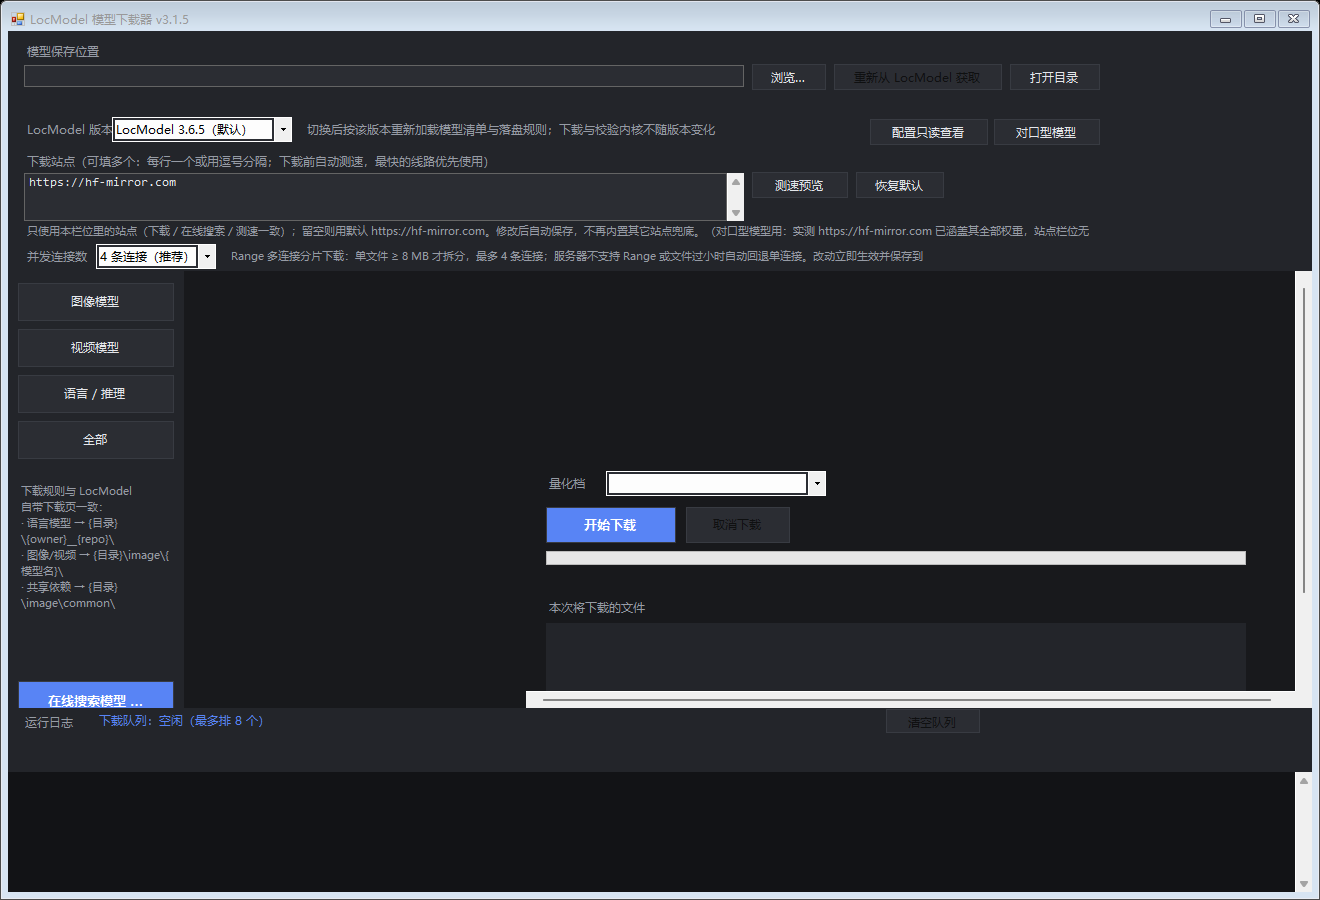 LocModel 模型下载器 v3.1.5
模型保存位置
浏览...
重新从 LocModel 获取
打开目录
LocModel 版本
LocModel 3.6.5（默认）
切换后按该版本重新加载模型清单与落盘规则；下载与校验内核不随版本变化
配置只读查看
对口型模型
下载站点（可填多个：每行一个或用逗号分隔；下载前自动测速，最快的线路优先使用）
https://hf-mirror.com
测速预览
恢复默认
只使用本栏位里的站点（下载 / 在线搜索 / 测速一致）；留空则用默认 https://hf-mirror.com。修改后自动保存，不再内置其它站点兜底。（对口型模型用：实测 https://hf-mirror.com 已涵盖其全部权重，站点栏位无
并发连接数
4 条连接（推荐）
Range 多连接分片下载：单文件 ≥ 8 MB 才拆分，最多 4 条连接；服务器不支持 Range 或文件过小时自动回退单连接。改动立即生效并保存到
图像模型
视频模型
语言 / 推理
全部
下载规则与 LocModel
自带下载页一致：
· 语言模型 → {目录}
\{owner}__{repo}\
· 图像/视频 → {目录}\image\{
模型名}\
· 共享依赖 → {目录}
\image\common\
在线搜索模型 ...
量化档
开始下载
取消下载
本次将下载的文件
运行日志
下载队列：空闲（最多排 8 个）
清空队列